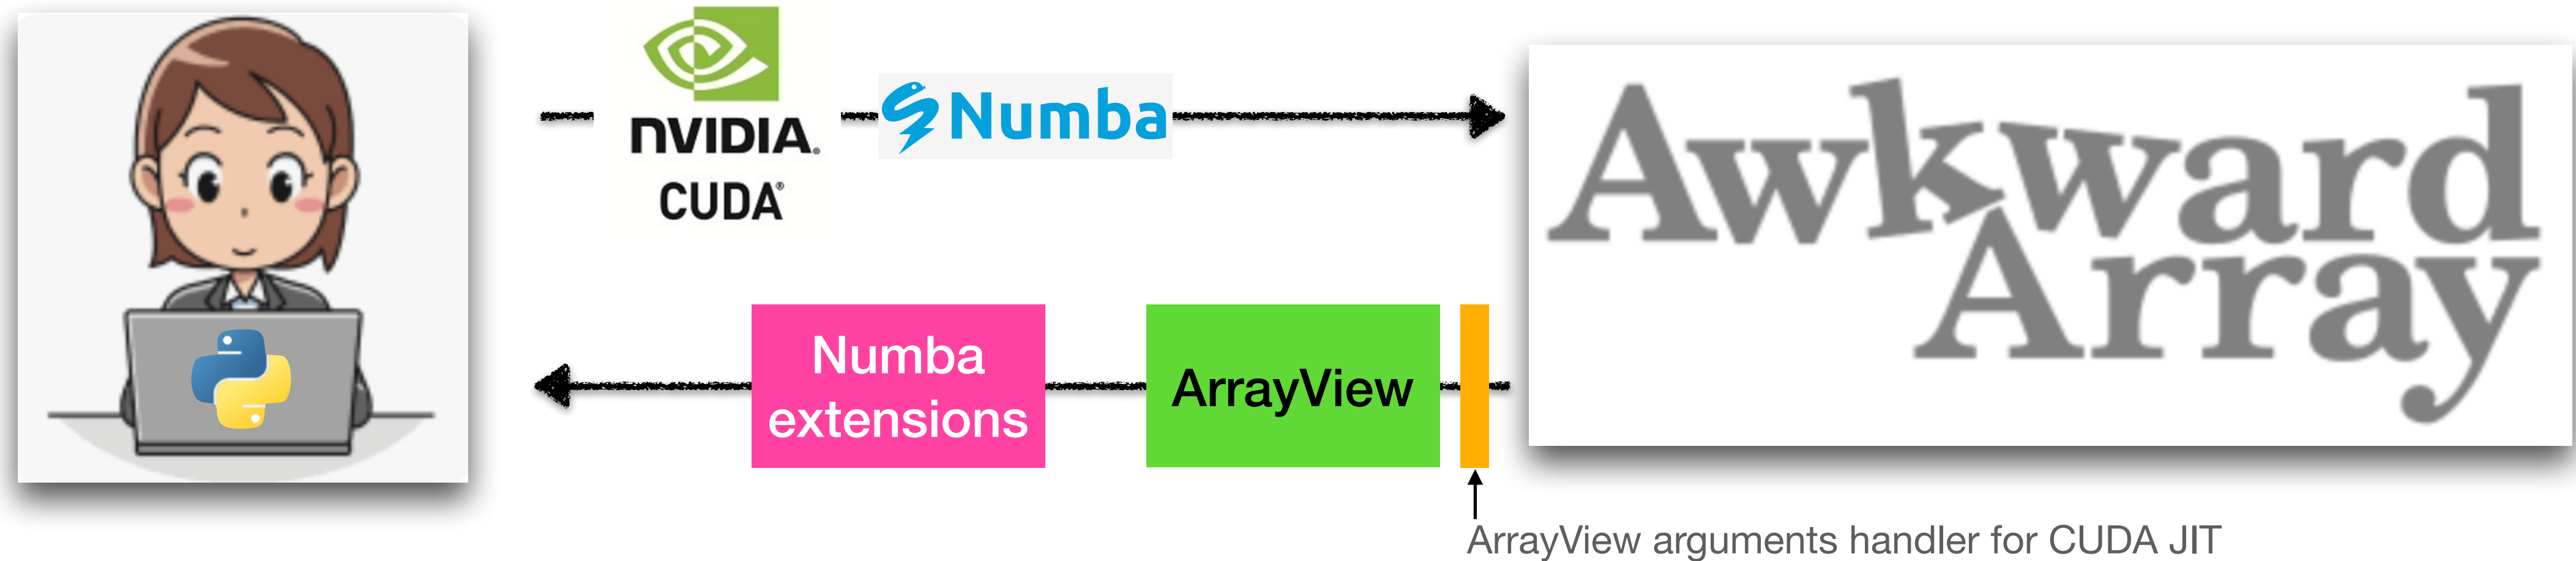 NVIDIA.
CUDA®
Numba
Awkward
Array
Numba
extensions
ArrayView
ArrayView arguments handler for CUDA JIT